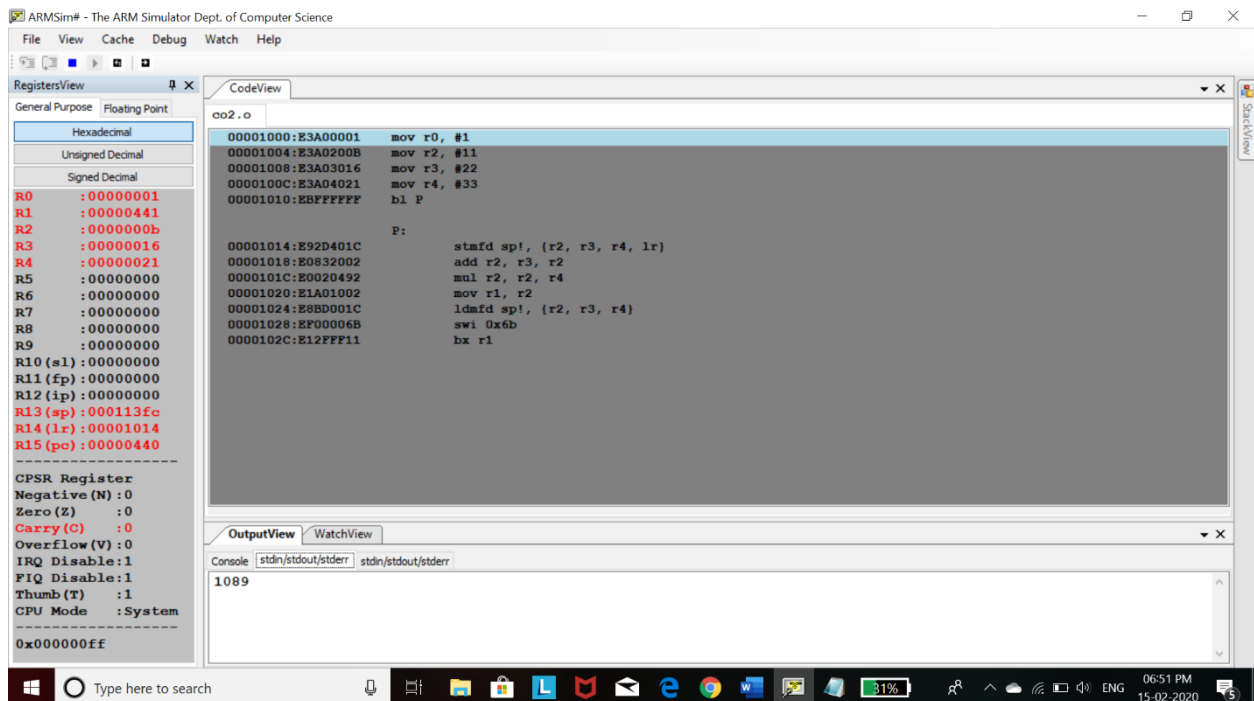 ARMSim# - The ARM Simulator Dept. of Computer Science
File View Cache Debug Watch Help
RegistersView
General Purpose Floating Point
Hexadecimal
Unsigned Decimal
Signed Decimal
R0 :00000001
R1 :00000441
R2 :0000000b
R3 :00000016
R4 :00000021
R5 :00000000
R6 :00000000
R7 :00000000
R8 :00000000
R9 :00000000
R10(sl):00000000
R11(fp):00000000
R12(ip):00000000
R13(sp):000113fc
R14(lr):00001014
R15(pc):00000440
CPSR Register
Negative(N):0
Zero(Z) :0
Carry(C) :0
Overflow(V):0
IRQ Disable:1
FIQ Disable:1
Thumb(T) :1
CPU Mode :System
0x000000ff
CodeView
co2.o
00001000:E3A00001 mov r0, #1
00001004:E3A0200B mov r2, #11
00001008:E3A03016 mov r3, #22
0000100C:E3A04021 mov r4, #33
00001010:EBFFFFFF bl P
P:
00001014:E92D401C stmfd sp!, {r2, r3, r4, lr}
00001018:E0832002 add r2, r3, r2
0000101C:E0020492 mul r2, r2, r4
00001020:E1A01002 mov r1, r2
00001024:E8BD001C ldmfd sp!, {r2, r3, r4}
00001028:EF00006B swi 0x6b
0000102C:E12FFF11 bx r1
StackView
OutputView WatchView
Console stdin/stdout/stderr stdin/stdout/stderr
1089
Type here to search
L
31%
ENG
06:51 PM
15-02-2020
5